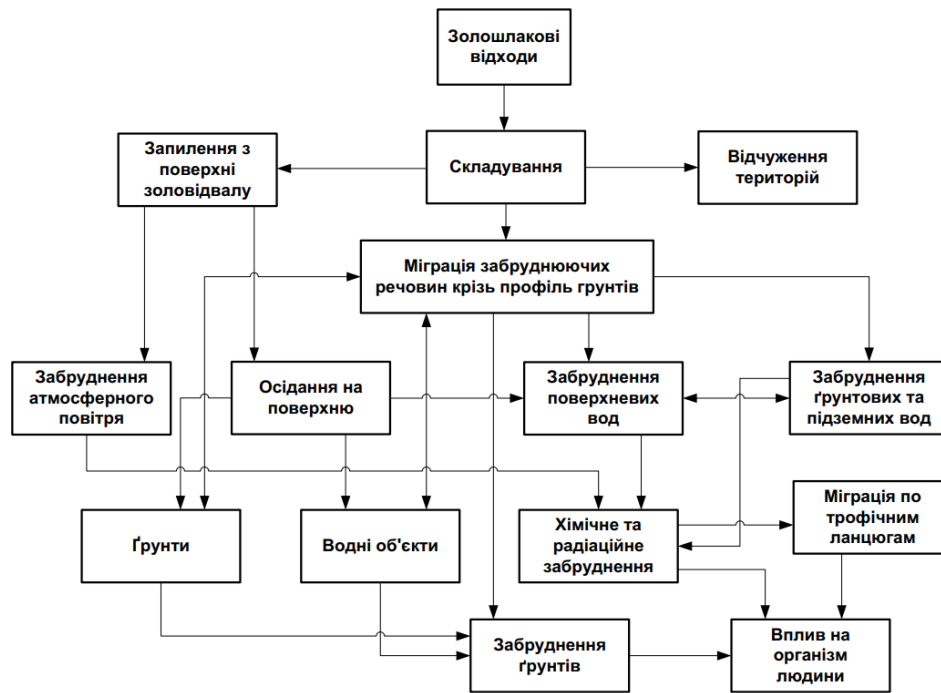 Золошлакові
відходи
Запилення з
поверхні
золовідвалу
Складування
Відчуження
територій
Міграція забруднюючих
речовин крізь профіль грунтів
Забруднення
атмосферного
повітря
Осідання на
поверхню
Забруднення
поверхневих
вод
Забруднення
ґрунтових та
підземних вод
Ґрунти
Водні об'єкти
Хімічне та
радіаційне
забруднення
Міграція по
трофічним
ланцюгам
Забруднення
ґрунтів
Вплив на
організм
людини